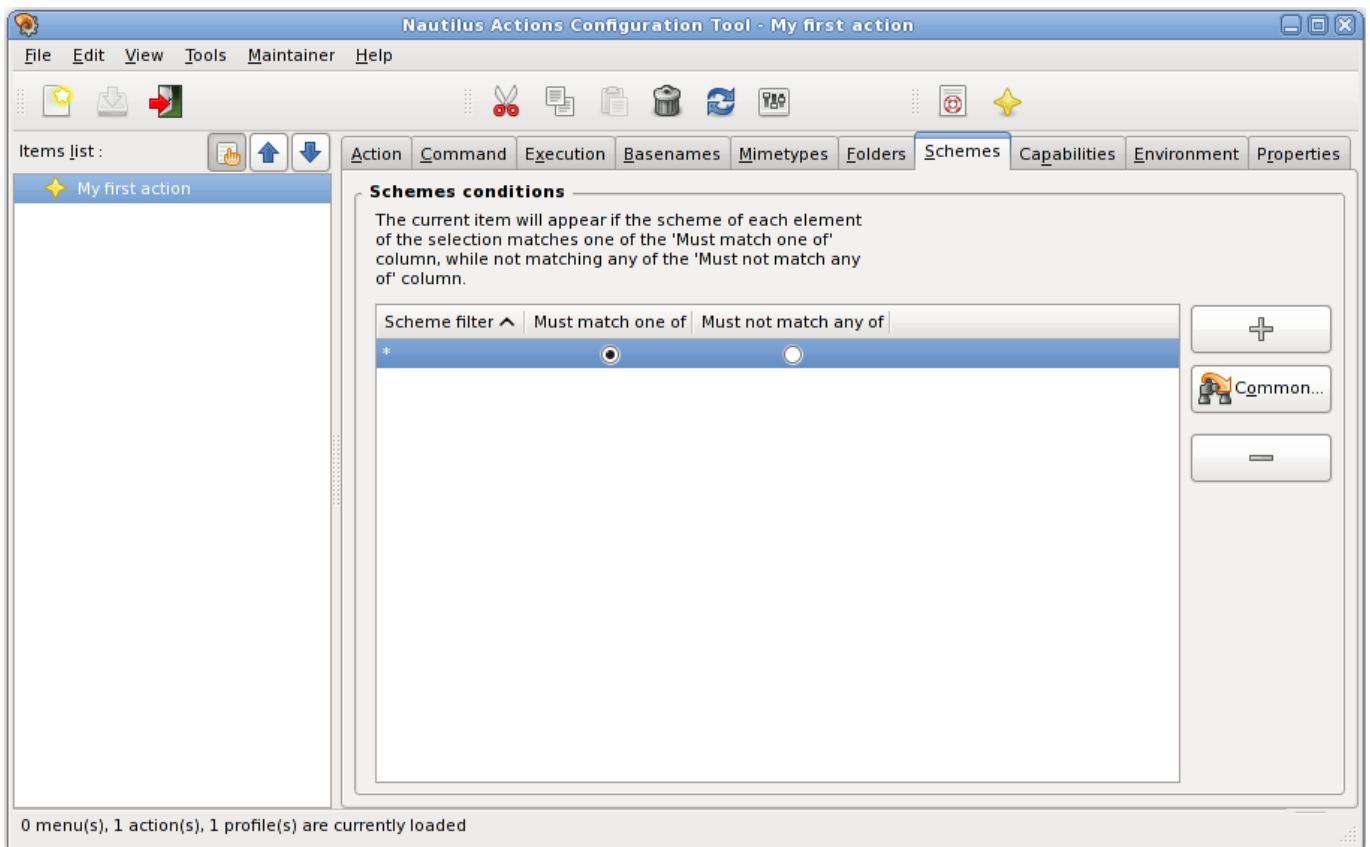 Nautilus Actions Configuration Tool - My first action
File Edit View Tools Maintainer Help
Items list :
Action Command Execution Basenames Mimetypes Folders Schemes Capabilities Environment Properties
My first action
Schemes conditions
The current item will appear if the scheme of each element
of the selection matches one of the 'Must match one of'
column, while not matching any of the 'Must not match any
of' column.
Scheme filter Must match one of Must not match any of
*
Common...
0 menu(s), 1 action(s), 1 profile(s) are currently loaded